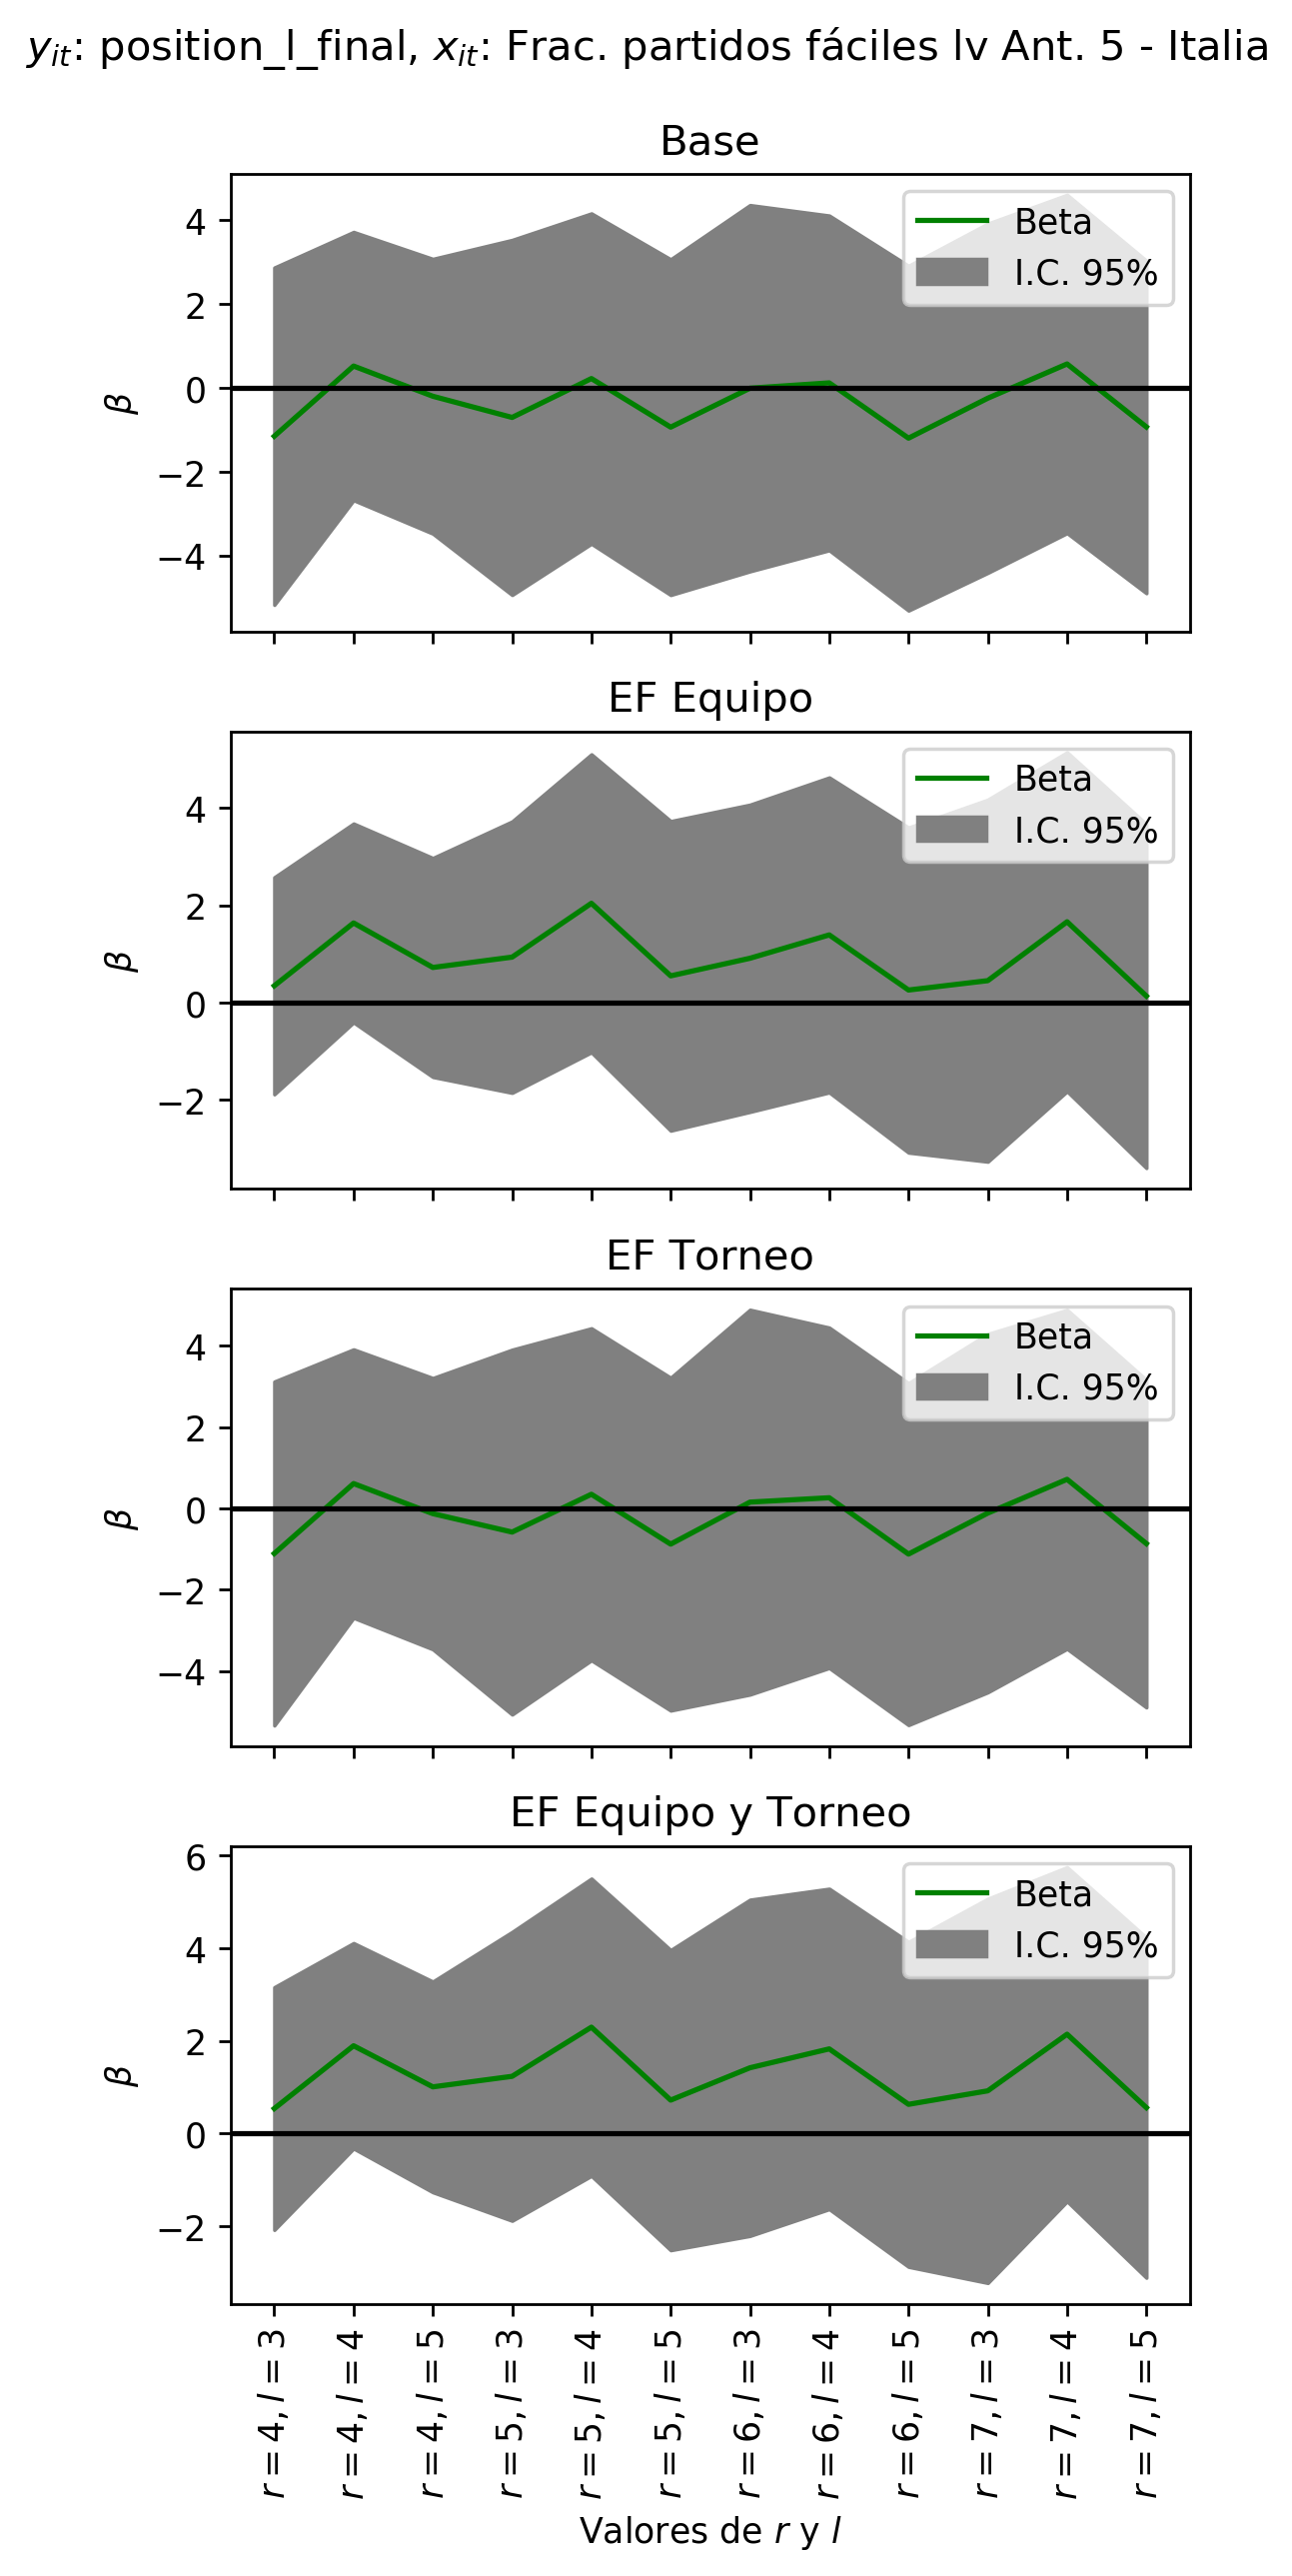 y_it: position_l_final, x_it: Frac. partidos fáciles lv Ant. 5 - Italia
Base
4
2
0
−2
−4
β
Beta
I.C. 95%
EF Equipo
4
2
0
−2
β
Beta
I.C. 95%
EF Torneo
4
2
0
−2
−4
β
Beta
I.C. 95%
EF Equipo y Torneo
6
4
2
0
−2
β
Beta
I.C. 95%
r = 4, l = 3
r = 4, l = 4
r = 4, l = 5
r = 5, l = 3
r = 5, l = 4
r = 5, l = 5
r = 6, l = 3
r = 6, l = 4
r = 6, l = 5
r = 7, l = 3
r = 7, l = 4
r = 7, l = 5
Valores de r y l